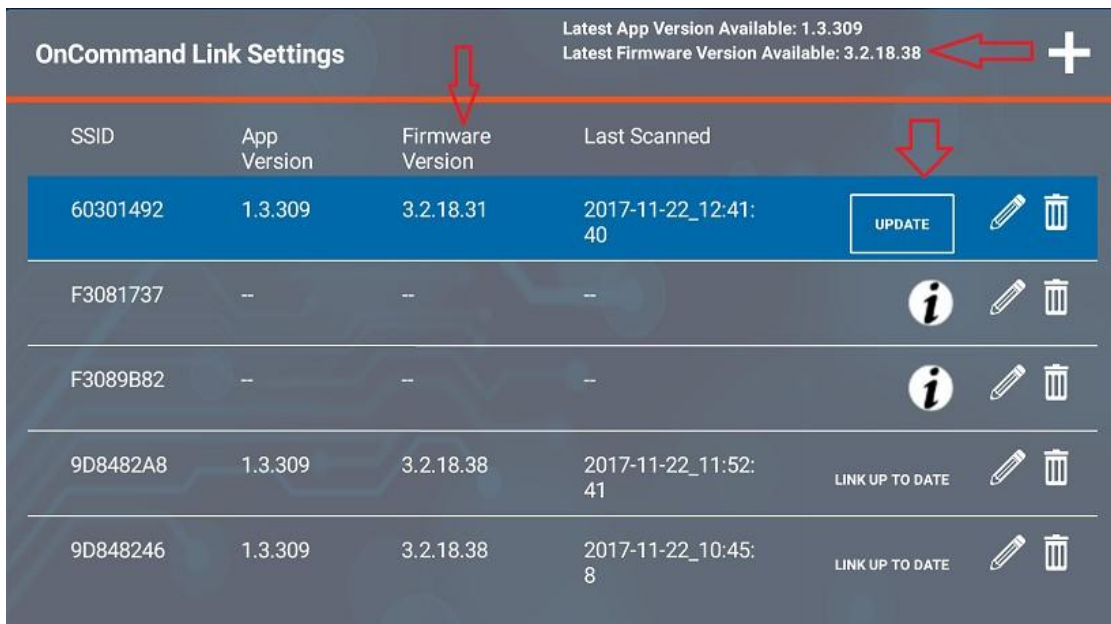 Latest App Version Available: 1.3.309
OnCommand Link Settings
Latest Firmware Version Available: 3.2.18.38
SSID
App
Version
Firmware
Version
Last Scanned
60301492
1.3.309
3.2.18.31
2017-11-22_12:41:
40
UPDATE
F3081737
--
--
--
i
F3089B82
--
--
--
i
9D8482A8
1.3.309
3.2.18.38
2017-11-22_11:52:
41
LINK UP TO DATE
9D848246
1.3.309
3.2.18.38
2017-11-22_10:45:
8
LINK UP TO DATE